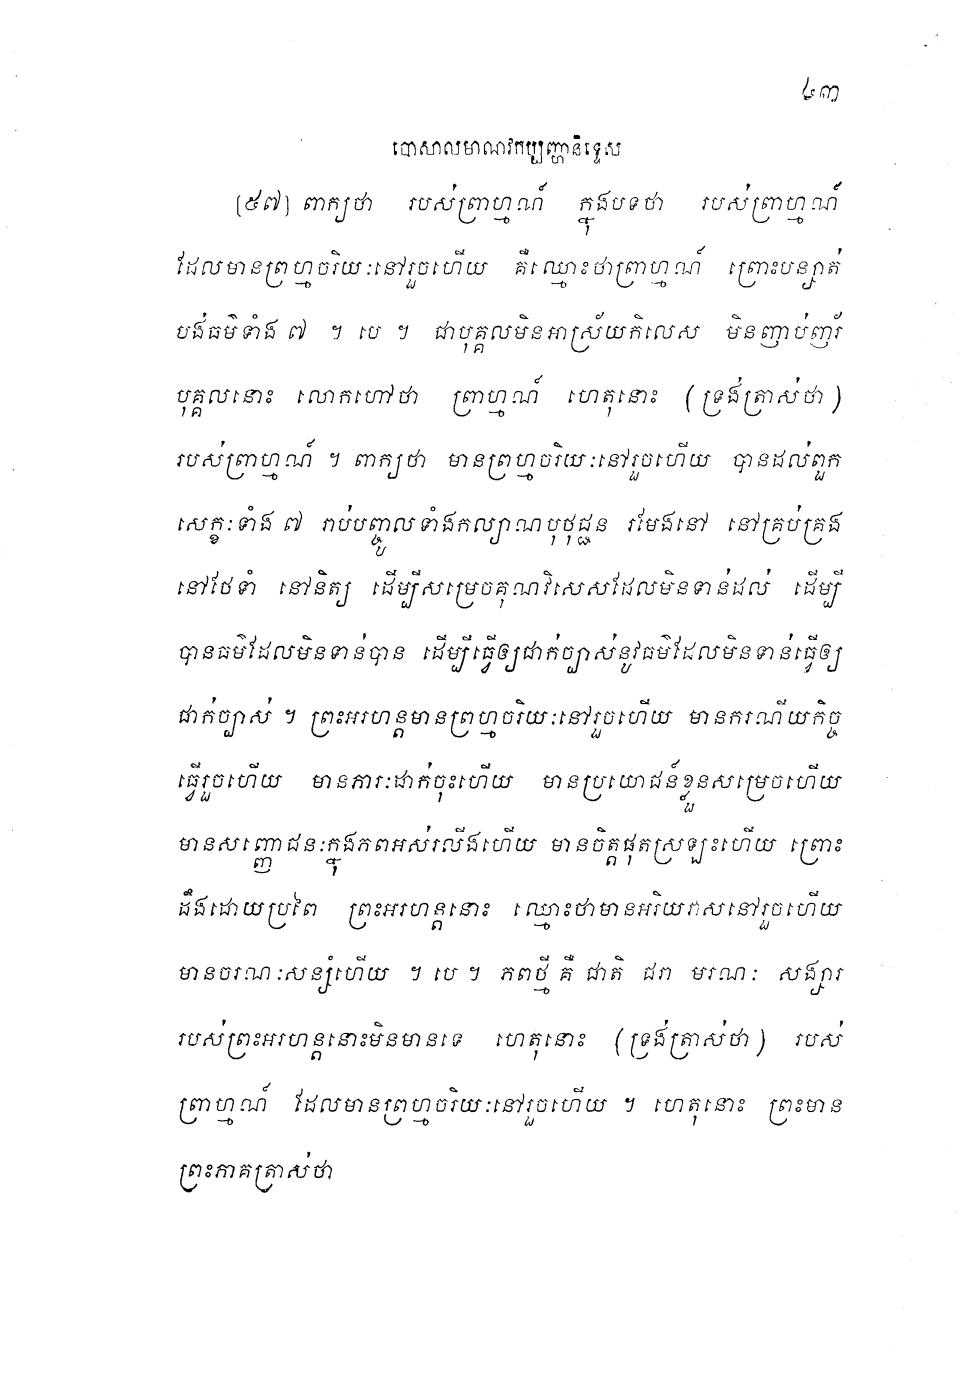 ៤៣
បោសាលមាណវកប្បញ្ហានិទ្ទេស
[៥៧] ពាក្យថា របស់ព្រាហ្មណ៍ ក្នុងបទថា របស់ព្រាហ្មណ៍
ដែលមានព្រហ្មចរិយៈនៅរួចហើយ គឺឈ្មោះថាព្រាហ្មណ៍ ព្រោះបន្សាត់
បង់ធម៌ទាំង ៧ ។ បេ ។ ជាបុគ្គលមិនអាស្រ័យកិលេស មិនញាប់ញ័រ
បុគ្គលនោះ លោកហៅថា ព្រាហ្មណ៍ ហេតុនោះ (ទ្រង់ត្រាស់ថា)
របស់ព្រាហ្មណ៍ ។ ពាក្យថា មានព្រហ្មចរិយៈនៅរួចហើយ បានដល់ពួក
សេក្ខៈទាំង ៧ រាប់បញ្ចូលទាំងកល្យាណបុថុជ្ជន រមែងនៅ នៅគ្រប់គ្រង
នៅថែទាំ នៅនិត្យ ដើម្បីសម្រេចគុណវិសេសដែលមិនទាន់ដល់ ដើម្បី
បានធម៌ដែលមិនទាន់បាន ដើម្បីធ្វើឲ្យជាក់ច្បាស់នូវធម៌ដែលមិនទាន់ធ្វើឲ្យ
ជាក់ច្បាស់ ។ ព្រះអរហន្តមានព្រហ្មចរិយៈនៅរួចហើយ មានករណីយកិច្ច
ធ្វើរួចហើយ មានភារៈដាក់ចុះហើយ មានប្រយោជន៍ខ្លួនសម្រេចហើយ
មានសញ្ញោជនៈក្នុងភពអស់រលីងហើយ មានចិត្តផុតស្រឡះហើយ ព្រោះ
ដឹងដោយប្រពៃ ព្រះអរហន្តនោះ ឈ្មោះថាមានអរិយវាសនៅរួចហើយ
មានចរណៈសន្សំហើយ ។ បេ ។ ភពថ្មី គឺ ជាតិ ជរា មរណៈ សង្សារ
របស់ព្រះអរហន្តនោះមិនមានទេ ហេតុនោះ (ទ្រង់ត្រាស់ថា) របស់
ព្រាហ្មណ៍ ដែលមានព្រហ្មចរិយៈនៅរួចហើយ ។ ហេតុនោះ ព្រះមាន
ព្រះភាគត្រាស់ថា